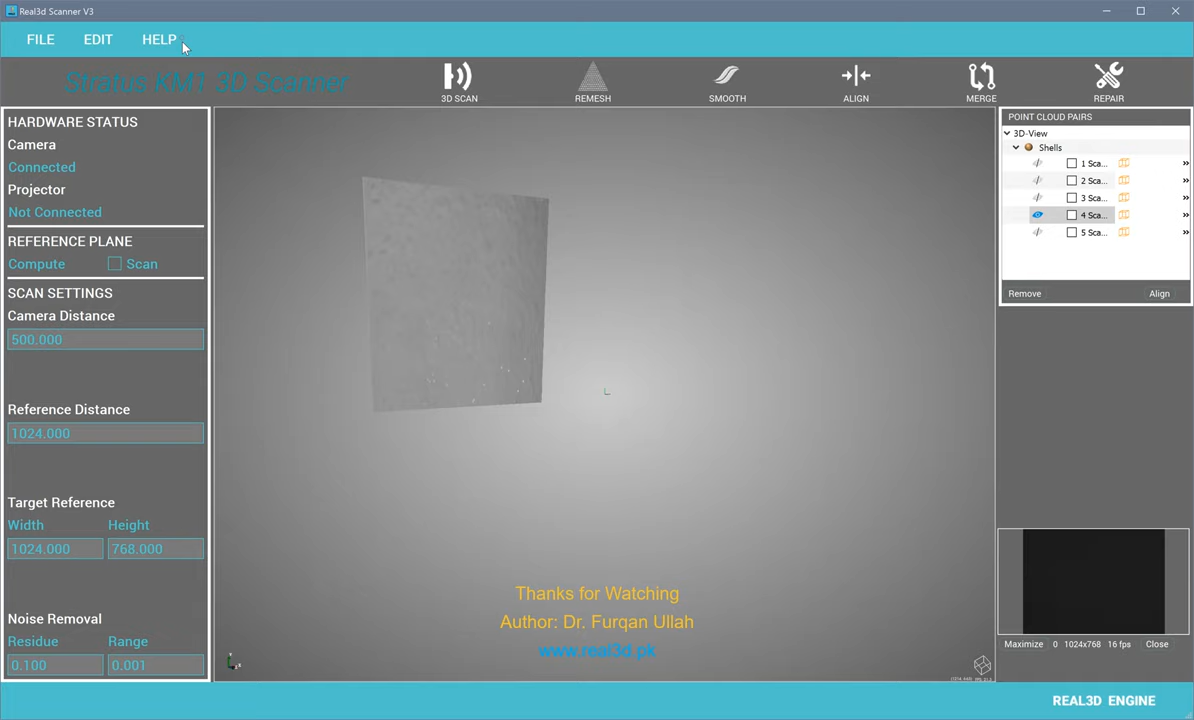 Real3d Scanner V3
FILE EDIT HELP
Stratus KM1 3D Scanner
3D SCAN REMESH SMOOTH ALIGN MERGE REPAIR
HARDWARE STATUS
Camera
Connected
Projector
Not Connected
REFERENCE PLANE
Compute Scan
SCAN SETTINGS
Camera Distance
500.000
Reference Distance
1024.000
Target Reference
Width Height
1024.000 768.000
Noise Removal
Residue Range
0.100 0.001
Thanks for Watching
Author: Dr. Furqan Ullah
www.real3d.pk
POINT CLOUD PAIRS
3D-View
Shells
1 Sca...
2 Sca...
3 Sca...
4 Sca...
5 Sca...
Remove Align
Maximize 0 1024x768 16 fps Close
REAL3D ENGINE